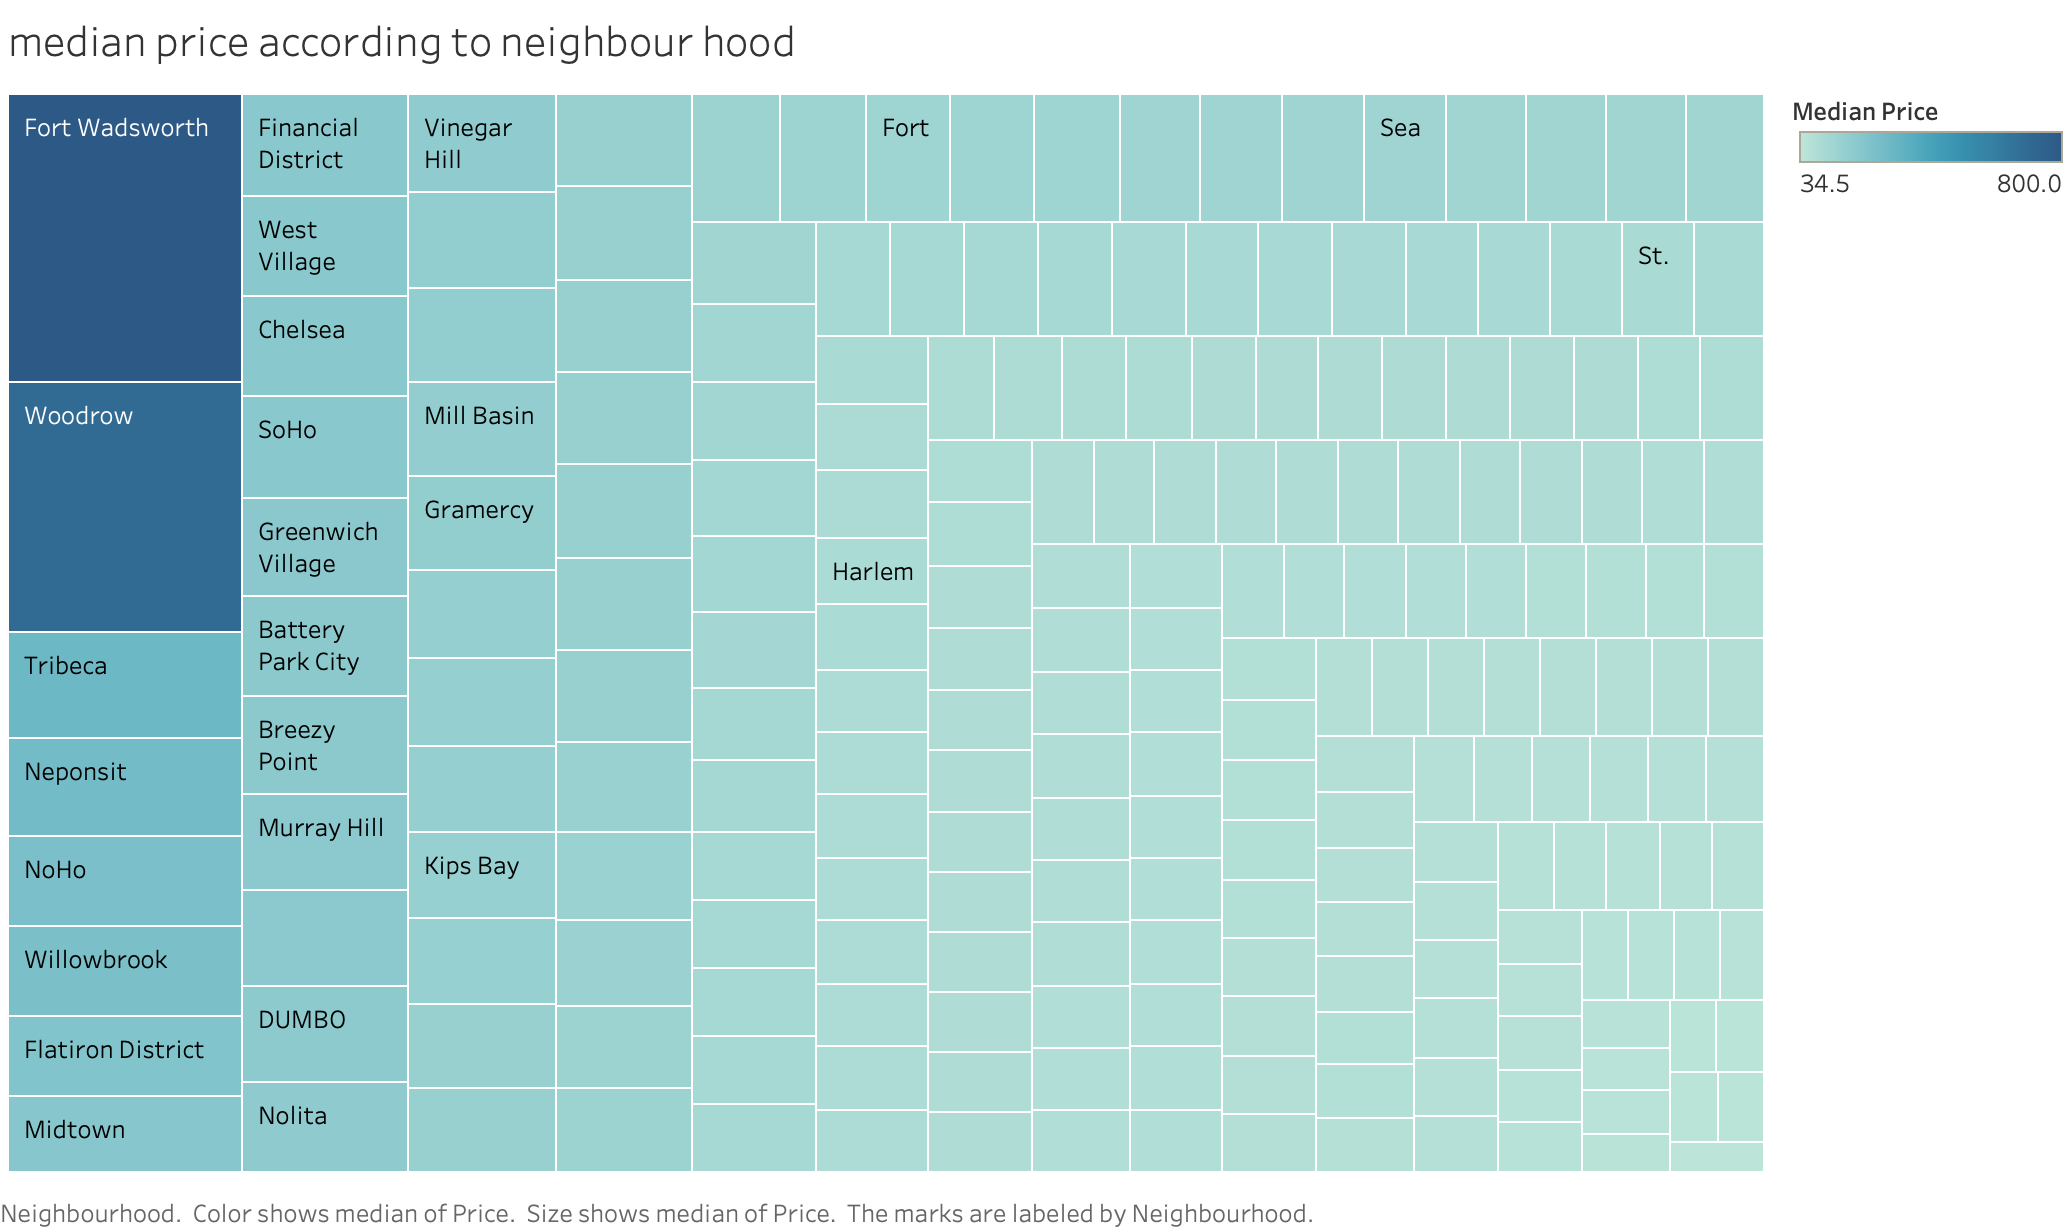 median price according to neighbour hood
Fort Wadsworth
Woodrow
Tribeca
Neponsit
NoHo
Willowbrook
Flatiron District
Midtown
Financial
District
West
Village
Chelsea
SoHo
Greenwich
Village
Battery
Park City
Breezy
Point
Murray Hill
DUMBO
Nolita
Vinegar
Hill
Mill Basin
Gramercy
Kips Bay
Harlem
Fort
Sea
St.
Median Price
34.5 800.0
Neighbourhood. Color shows median of Price. Size shows median of Price. The marks are labeled by Neighbourhood.